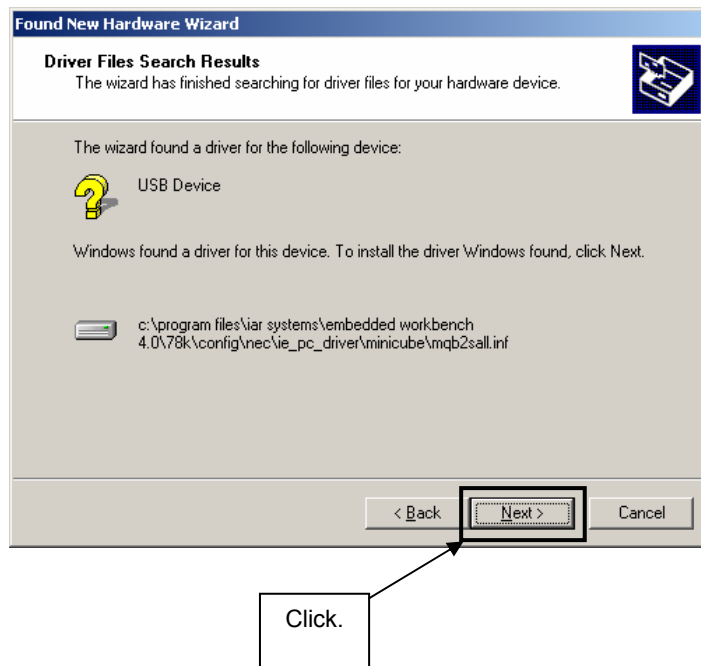 Found New Hardware Wizard
Driver Files Search Results
The wizard has finished searching for driver files for your hardware device.
The wizard found a driver for the following device:
USB Device
Windows found a driver for this device. To install the driver Windows found, click Next.
c:\program files\iar systems\embedded workbench
4.0\78k\config\nec\ie_pc_driver\minicube\mqb2sall.inf
< Back
Next >
Cancel
Click.